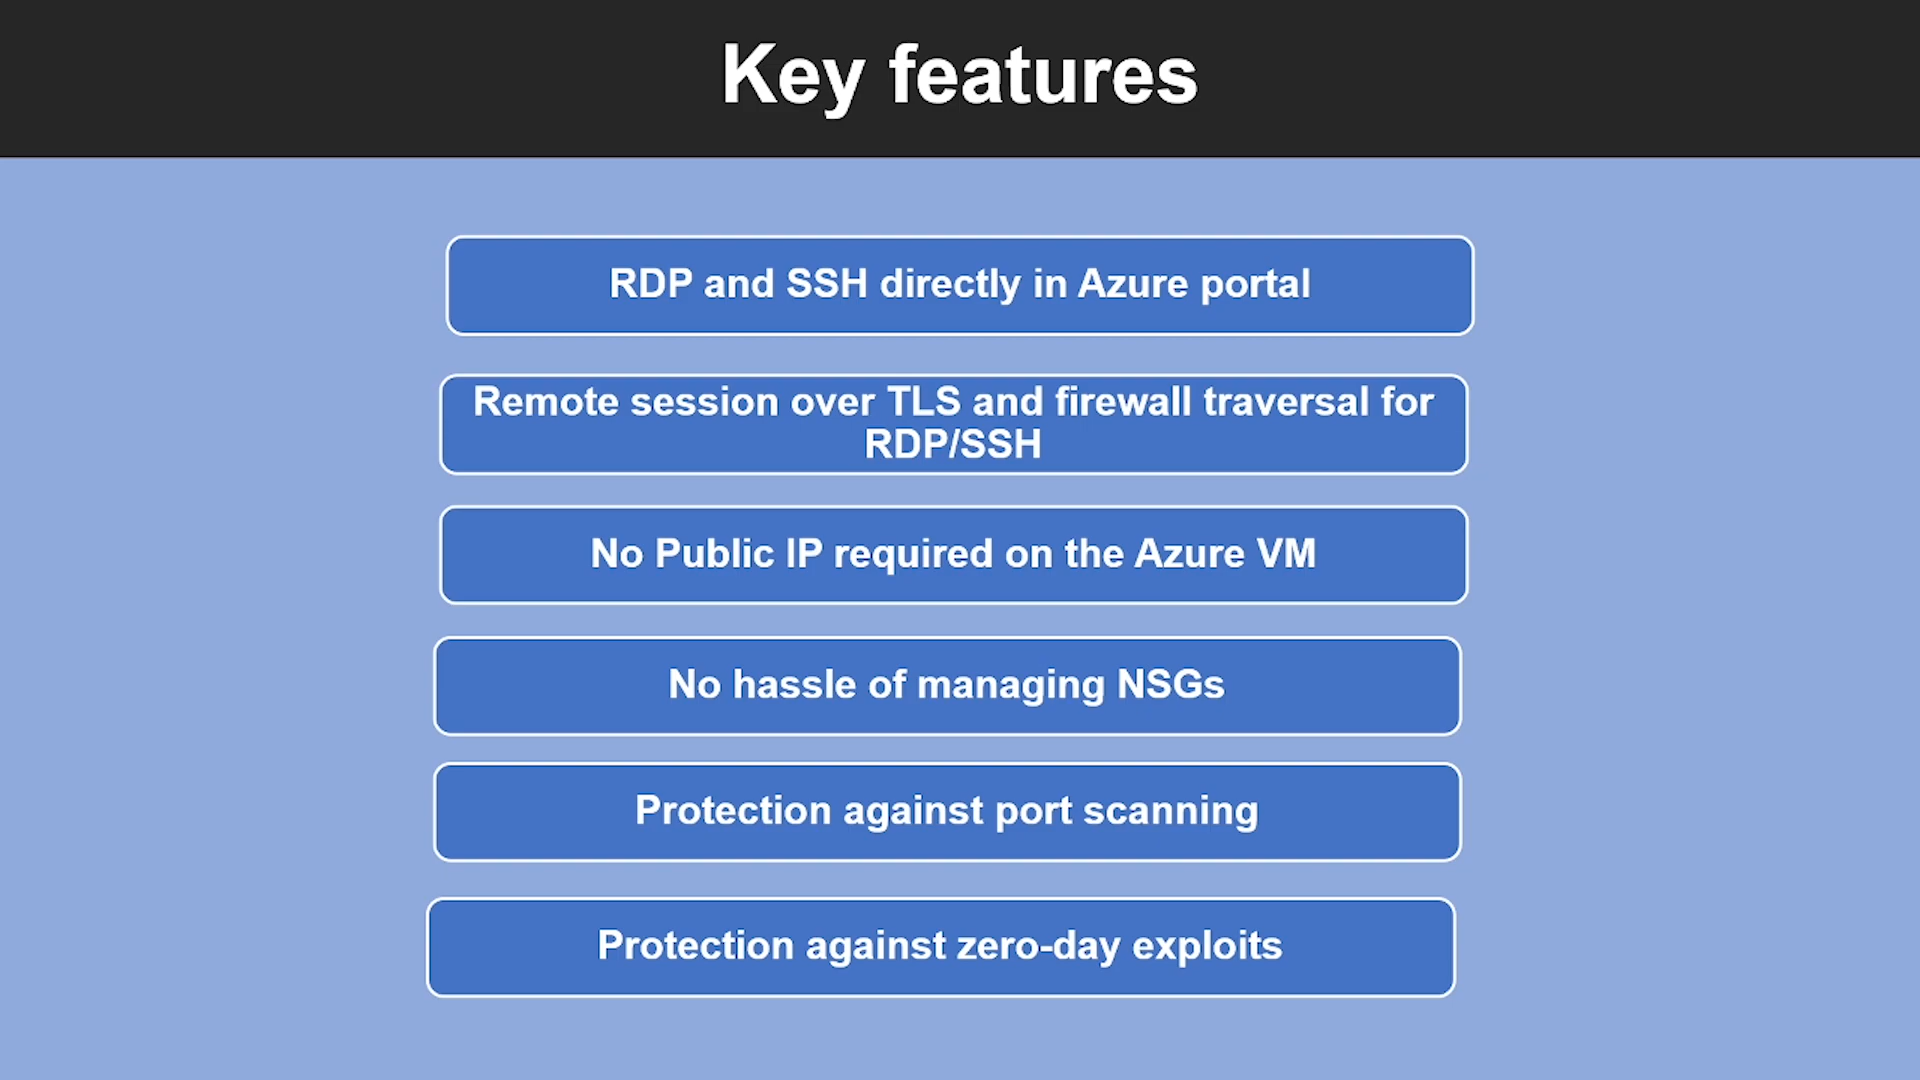 Key features
RDP and SSH directly in Azure portal
Remote session over TLS and firewall traversal for
RDP/SSH
No Public IP required on the Azure VM
No hassle of managing NSGs
Protection against port scanning
Protection against zero-day exploits